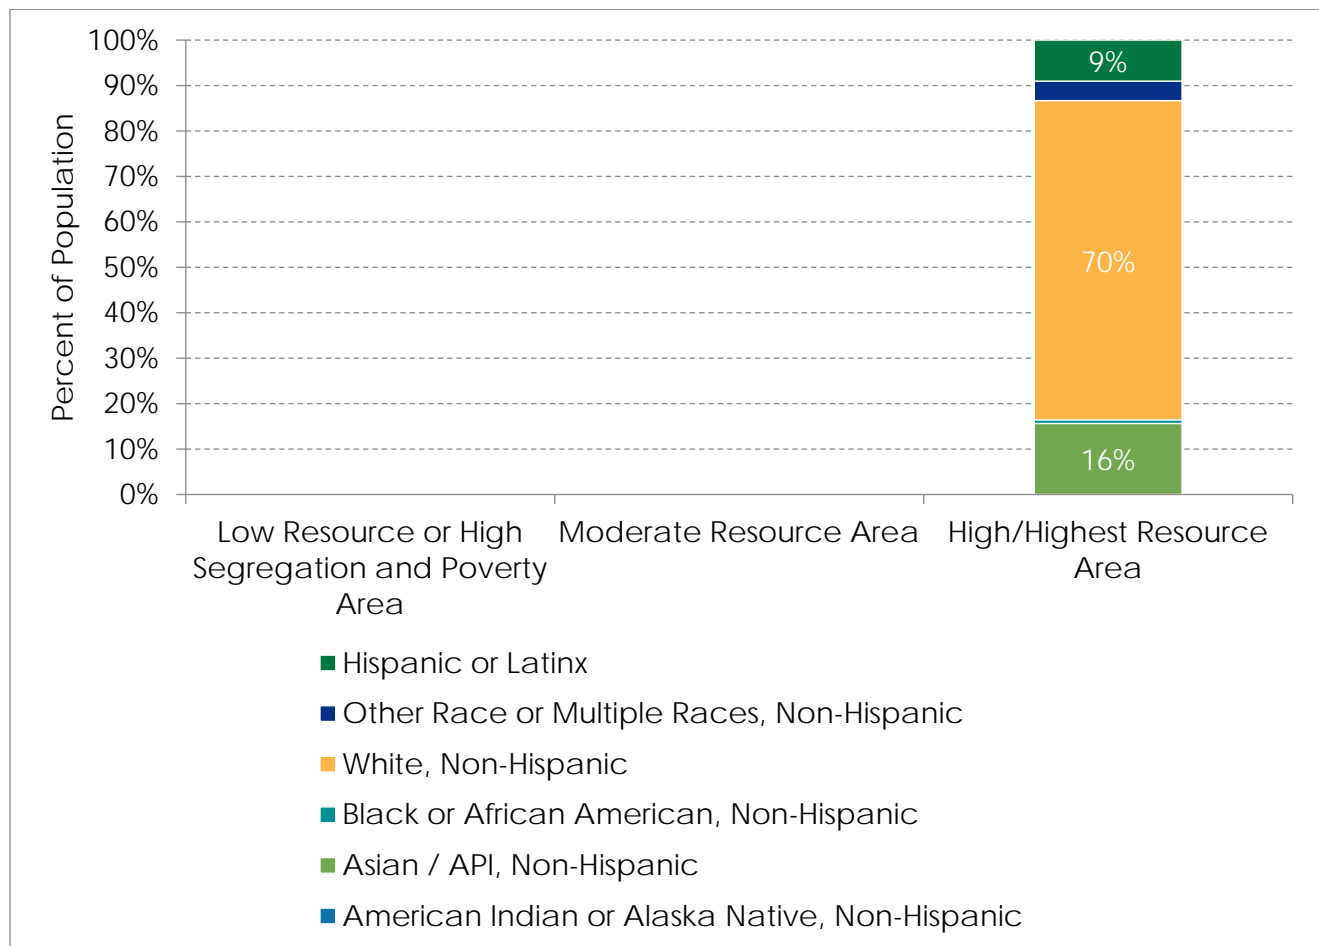 100%
90%
80%
70%
60%
50%
40%
30%
20%
10%
0%
Percent of Population
9%
70%
16%
Low Resource or High
Segregation and Poverty
Area
Moderate Resource Area
High/Highest Resource
Area
Hispanic or Latinx
Other Race or Multiple Races, Non-Hispanic
White, Non-Hispanic
Black or African American, Non-Hispanic
Asian / API, Non-Hispanic
American Indian or Alaska Native, Non-Hispanic